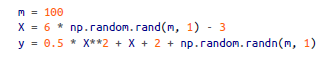 m = 100
X = 6 * np.random.rand(m, 1) - 3
y = 0.5 * X**2 + X + 2 + np.random.randn(m, 1)